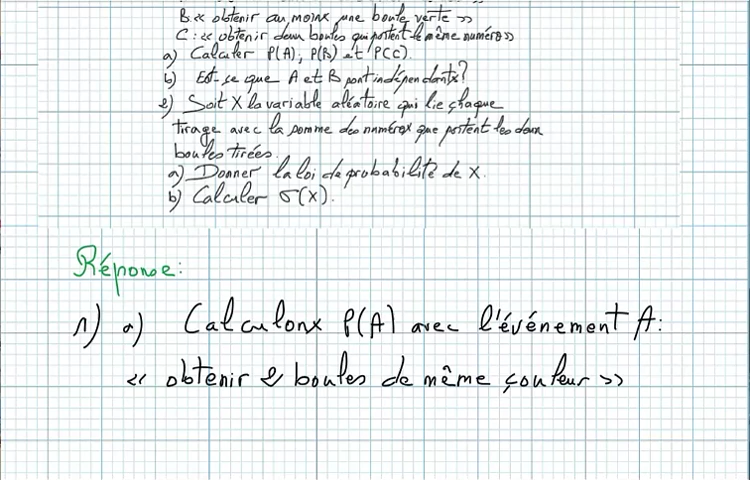 B « obtenir au moins une boule verte »
C : « obtenir deux boules qui portent le même numéro »
a) Calculer P(A), P(B) et P(C).
b) Est-ce que A et B sont indépendants?
2) Soit X la variable aléatoire qui lie chaque
tirage avec la somme des numéros que portent les deux
boules tirées.
a) Donner la loi de probabilité de X.
b) Calculer σ(X).
Réponse:
1) a) Calculons P(A) avec l'événement A:
« obtenir 2 boules de même couleur »